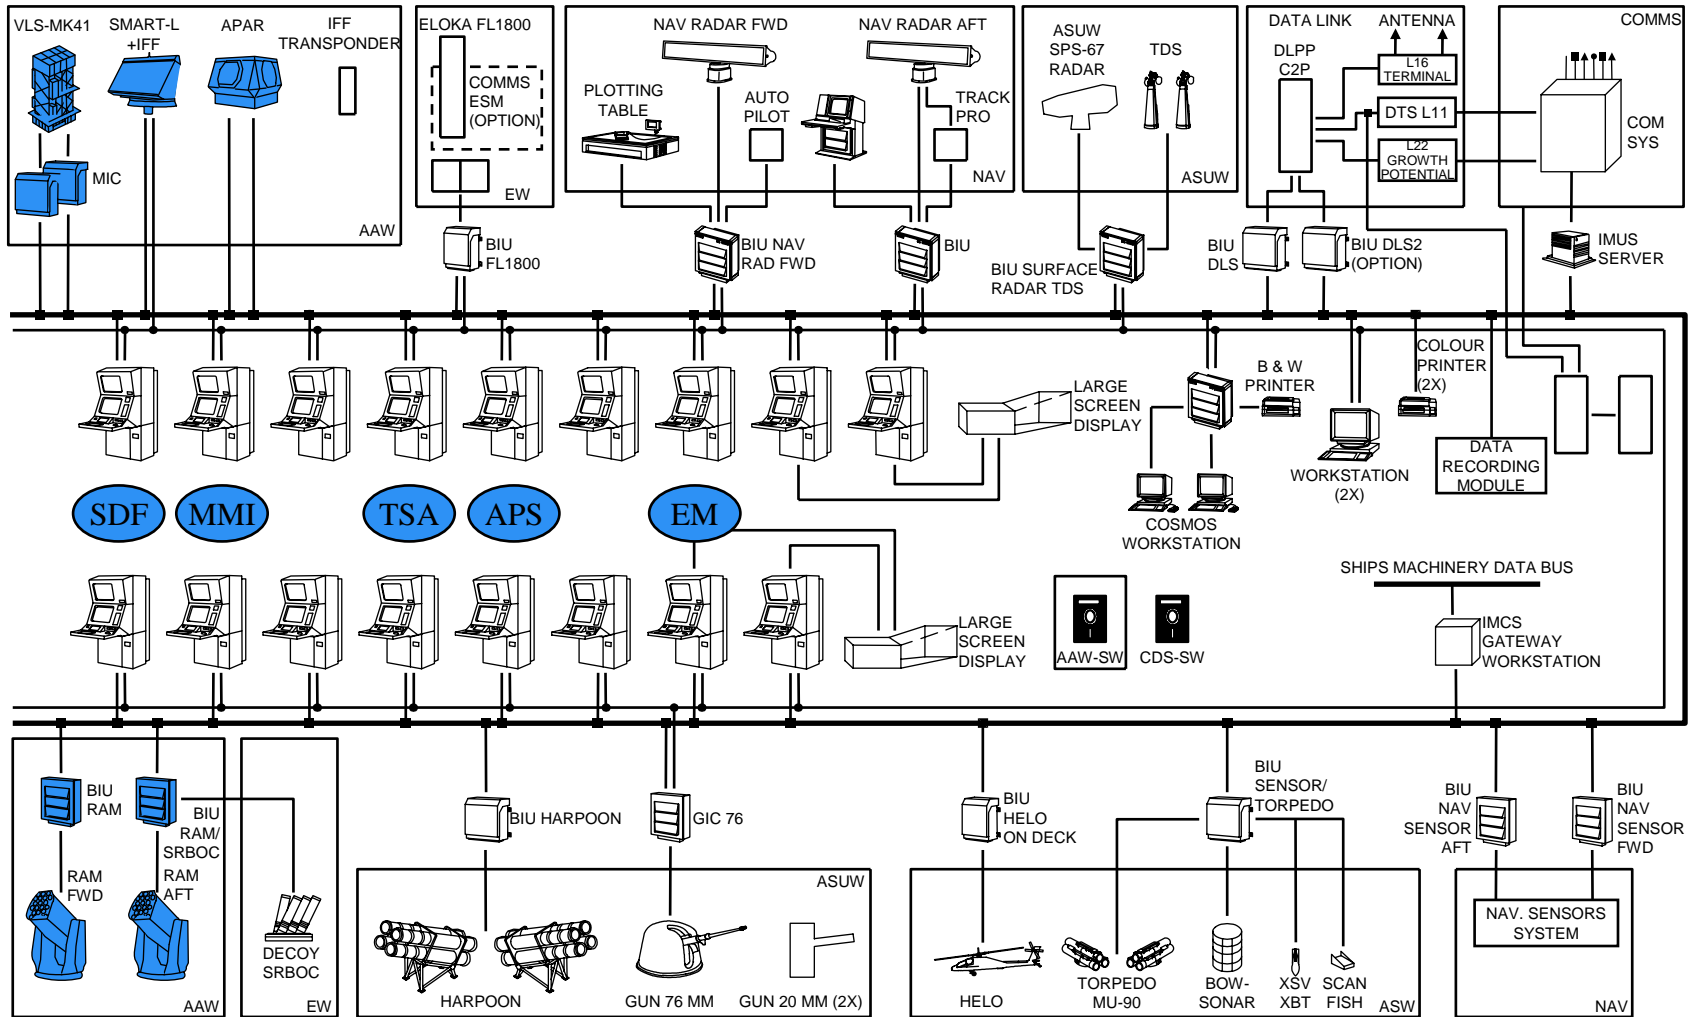 VLS-MK41
SMART-L
+IFF
APAR
IFF
TRANSPONDER
MIC
AAW
ELOKA FL1800
COMMS
ESM
(OPTION)
EW
NAV RADAR FWD
NAV RADAR AFT
PLOTTING
TABLE
AUTO
PILOT
TRACK
PRO
NAV
ASUW
SPS-67
RADAR
TDS
ASUW
DATA LINK
ANTENNA
DLPP
C2P
L16
TERMINAL
DTS L11
L22
GROWTH
POTENTIAL
COMMS
COM
SYS
BIU
FL1800
BIU NAV
RAD FWD
BIU
BIU SURFACE
RADAR TDS
BIU
DLS
BIU DLS2
(OPTION)
IMUS
SERVER
LARGE
SCREEN
DISPLAY
B & W
PRINTER
COLOUR
PRINTER
(2X)
WORKSTATION
(2X)
DATA
RECORDING
MODULE
COSMOS
WORKSTATION
SDF
MMI
TSA
APS
EM
LARGE
SCREEN
DISPLAY
AAW-SW
CDS-SW
SHIPS MACHINERY DATA BUS
IMCS
GATEWAY
WORKSTATION
BIU
RAM
BIU
RAM/
SRBOC
RAM
FWD
RAM
AFT
AAW
DECOY
SRBOC
EW
BIU HARPOON
GIC 76
ASUW
HARPOON
GUN 76 MM
GUN 20 MM (2X)
BIU
HELO
ON DECK
BIU
SENSOR/
TORPEDO
HELO
TORPEDO
MU-90
BOW-
SONAR
XSV
XBT
SCAN
FISH
ASW
BIU
NAV
SENSOR
AFT
BIU
NAV
SENSOR
FWD
NAV. SENSORS
SYSTEM
NAV